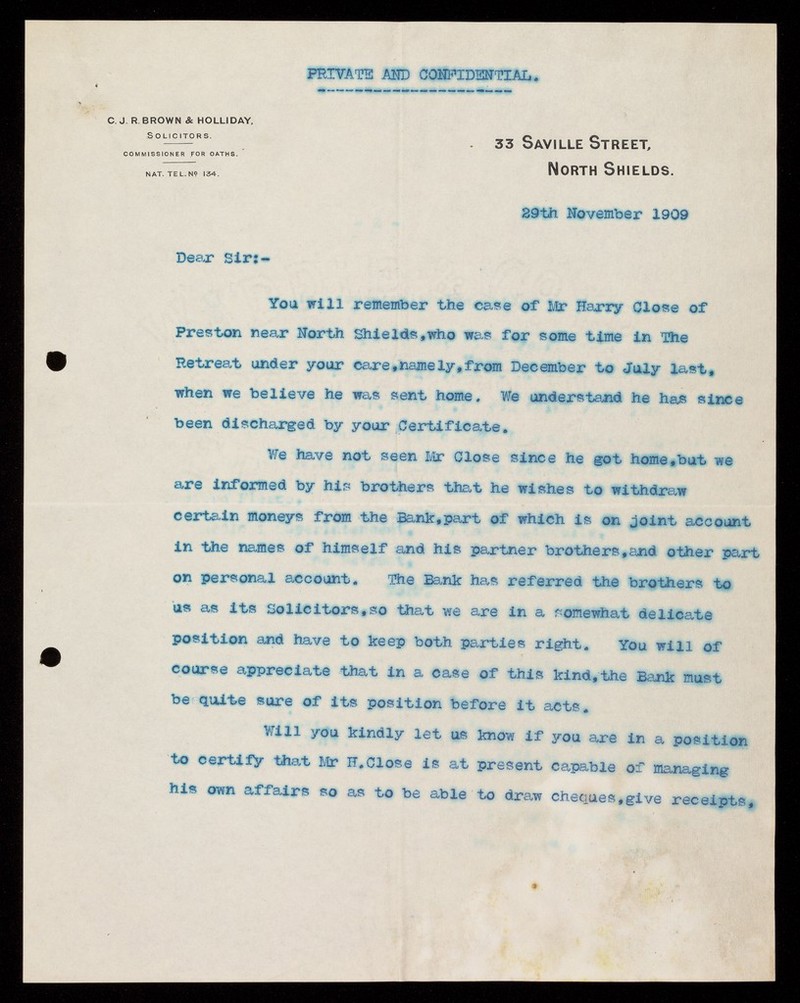 PRIVATE AND CONFIDENTIAL.
C. J. R. BROWN & HOLLIDAY,
SOLICITORS.
COMMISSIONER FOR OATHS.
NAT. TEL. Nº 134.
33 SAVILLE STREET,
NORTH SHIELDS.
29th November 1909
Dear Sir:-
You will remember the case of Mr Harry Close of
Preston near North Shields,who was for some time in The
Retreat under your care,namely,from December to July last,
when we believe he was sent home. We understand he has since
been discharged by your Certificate.
We have not seen Mr Close since he got home,but we
are informed by his brothers that he wishes to withdraw
certain moneys from the Bank,part of which is on joint account
in the names of himself and his partner brothers,and other part
on personal account. The Bank has referred the brothers to
us as its Solicitors,so that we are in a somewhat delicate
position and have to keep both parties right. You will of
course appreciate that in a case of this kind,the Bank must
be quite sure of its position before it acts.
Will you kindly let us know if you are in a position
to certify that Mr H.Close is at present capable of managing
his own affairs so as to be able to draw cheques,give receipts,